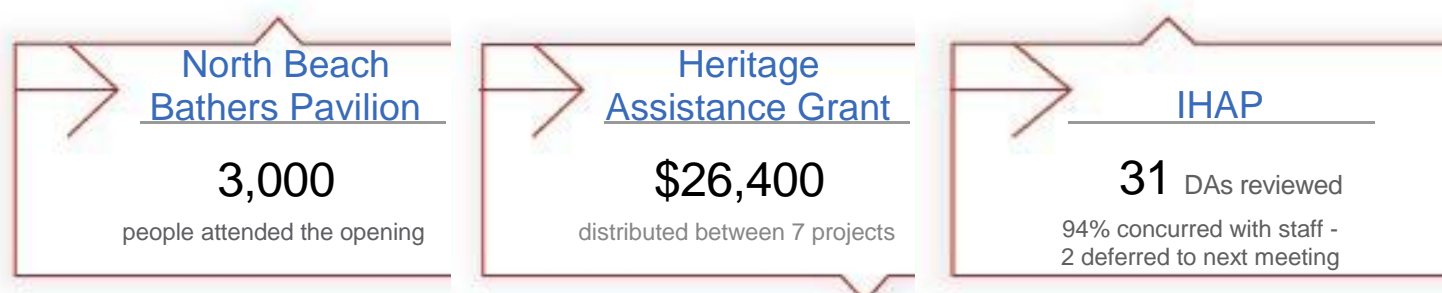 North Beach
Bathers Pavilion
3,000
people attended the opening
Heritage
Assistance Grant
$26,400
distributed between 7 projects
IHAP
31 DAs reviewed
94% concurred with staff -
2 deferred to next meeting